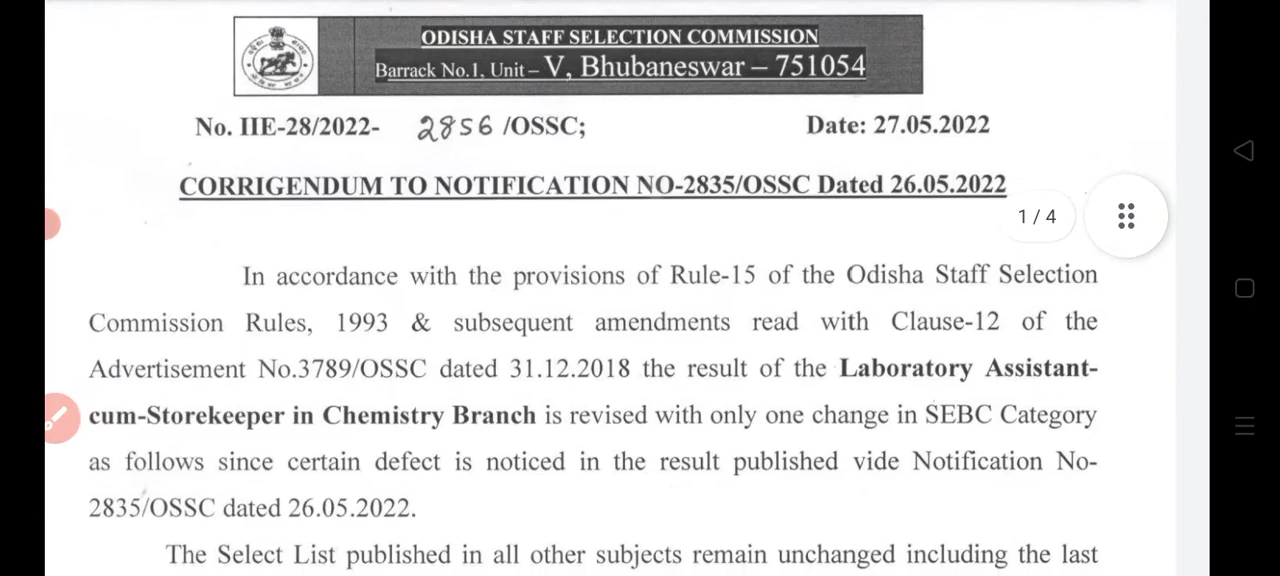 ODISHA STAFF SELECTION COMMISSION
Barrack No.1, Unit – V, Bhubaneswar – 751054
No. IIE-28/2022- 2856 /OSSC;
Date: 27.05.2022
CORRIGENDUM TO NOTIFICATION NO-2835/OSSC Dated 26.05.2022
1 / 4
In accordance with the provisions of Rule-15 of the Odisha Staff Selection
Commission Rules, 1993 & subsequent amendments read with Clause-12 of the
Advertisement No.3789/OSSC dated 31.12.2018 the result of the Laboratory Assistant-
cum-Storekeeper in Chemistry Branch is revised with only one change in SEBC Category
as follows since certain defect is noticed in the result published vide Notification No-
2835/OSSC dated 26.05.2022.
The Select List published in all other subjects remain unchanged including the last